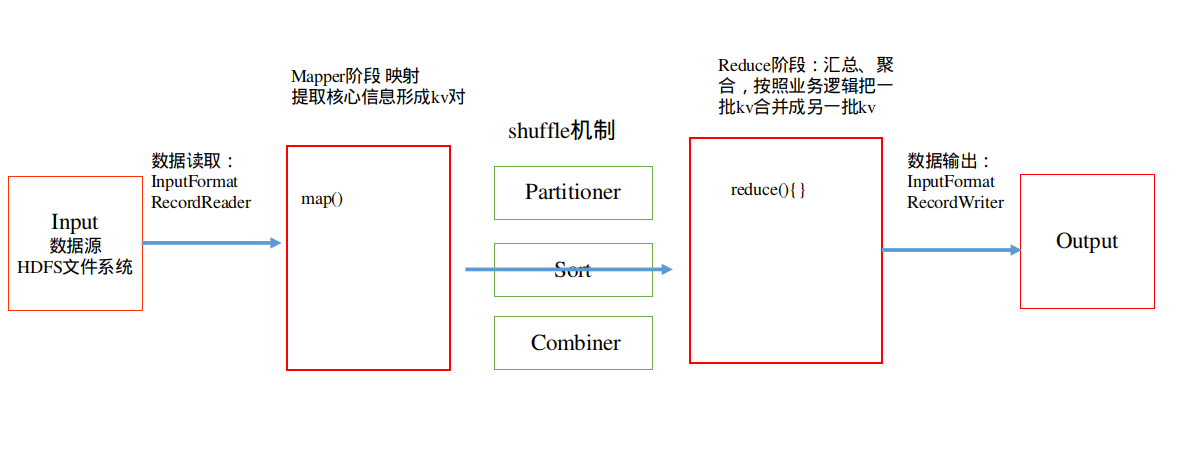 Input
数据源
HDFS文件系统
数据读取：
InputFormat
RecordReader
Mapper阶段 映射
提取核心信息形成kv对
map()
shuffle机制
Partitioner
Sort
Combiner
Reduce阶段：汇总、聚
合，按照业务逻辑把一
批kv合并成另一批kv
reduce(){ }
数据输出：
InputFormat
RecordWriter
Output